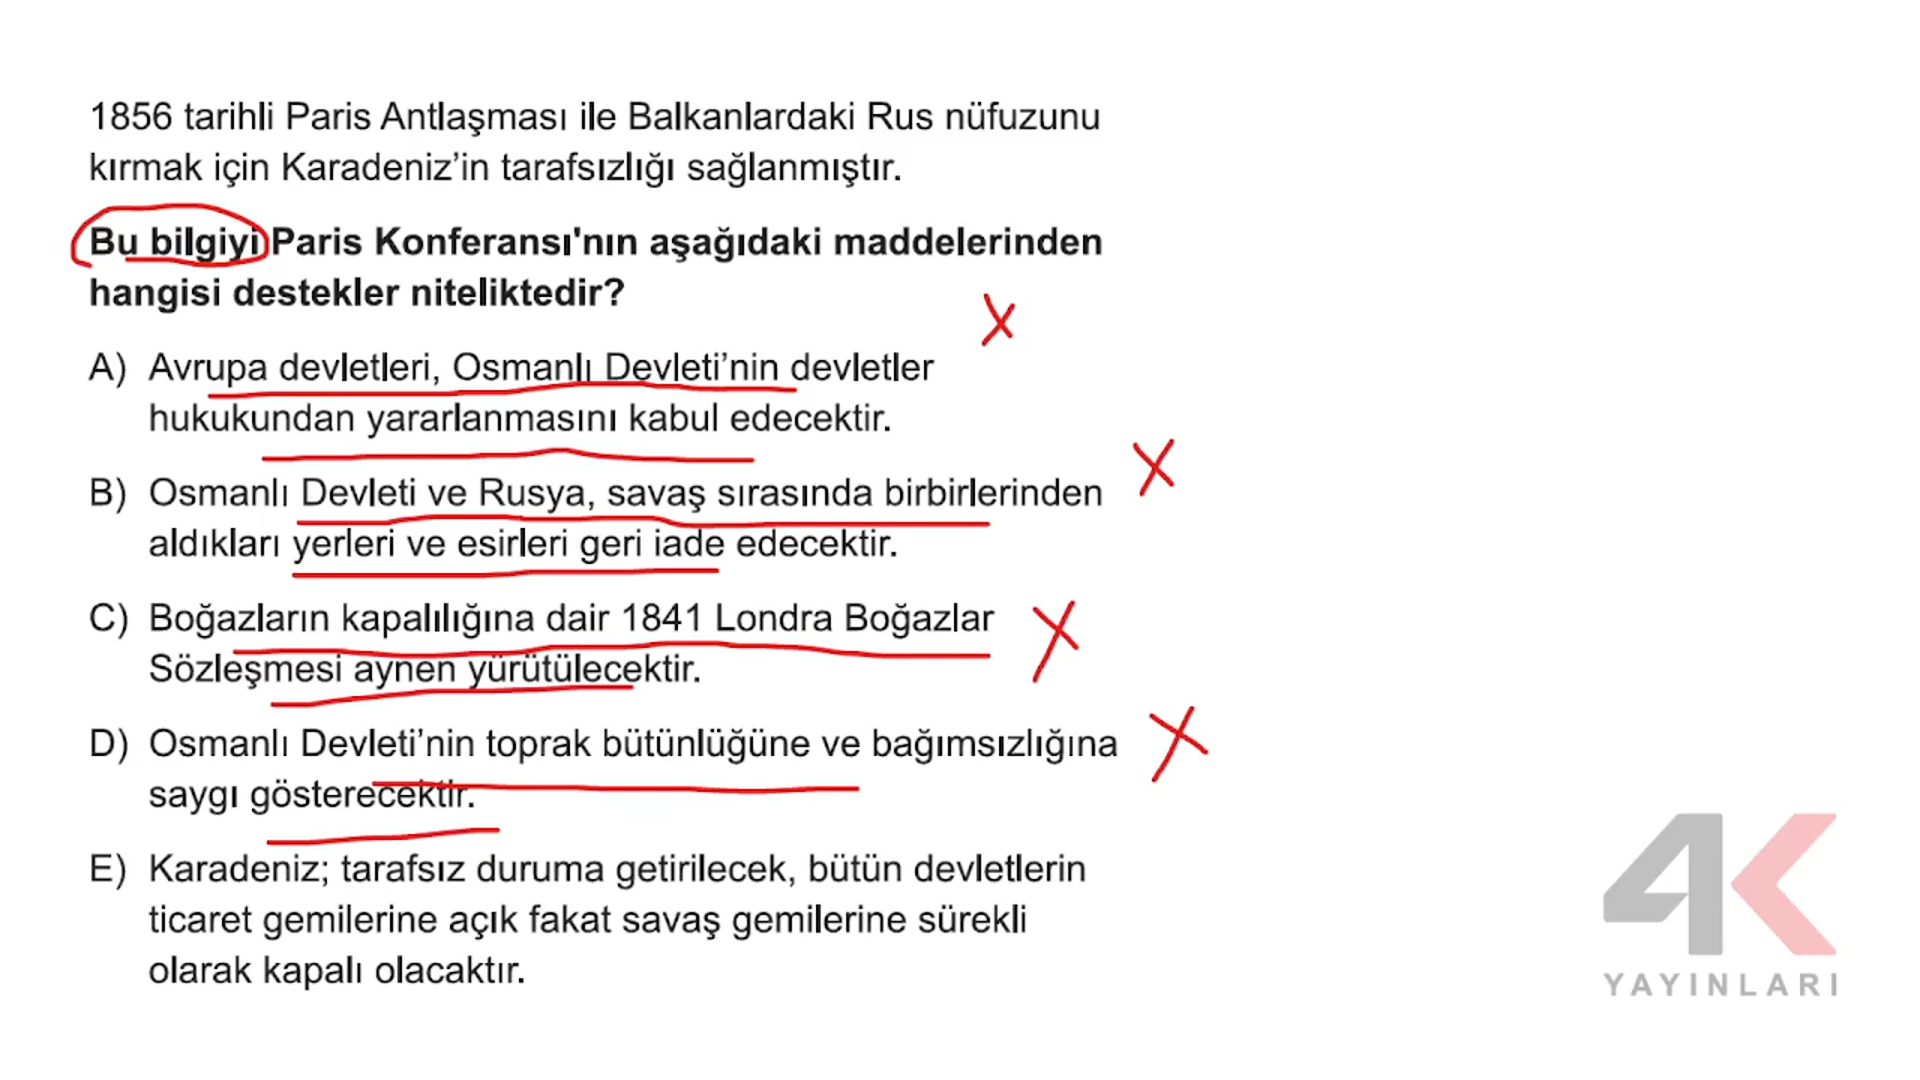 1856 tarihli Paris Antlaşması ile Balkanlardaki Rus nüfuzunu
kırmak için Karadeniz’in tarafsızlığı sağlanmıştır.
Bu bilgiyi Paris Konferansı'nın aşağıdaki maddelerinden
hangisi destekler niteliktedir?
A) Avrupa devletleri, Osmanlı Devleti’nin devletler
hukukundan yararlanmasını kabul edecektir.
B) Osmanlı Devleti ve Rusya, savaş sırasında birbirlerinden
aldıkları yerleri ve esirleri geri iade edecektir.
C) Boğazların kapalılığına dair 1841 Londra Boğazlar
Sözleşmesi aynen yürütülecektir.
D) Osmanlı Devleti’nin toprak bütünlüğüne ve bağımsızlığına
saygı gösterecektir.
E) Karadeniz; tarafsız duruma getirilecek, bütün devletlerin
ticaret gemilerine açık fakat savaş gemilerine sürekli
olarak kapalı olacaktır.
4K
YAYINLARI